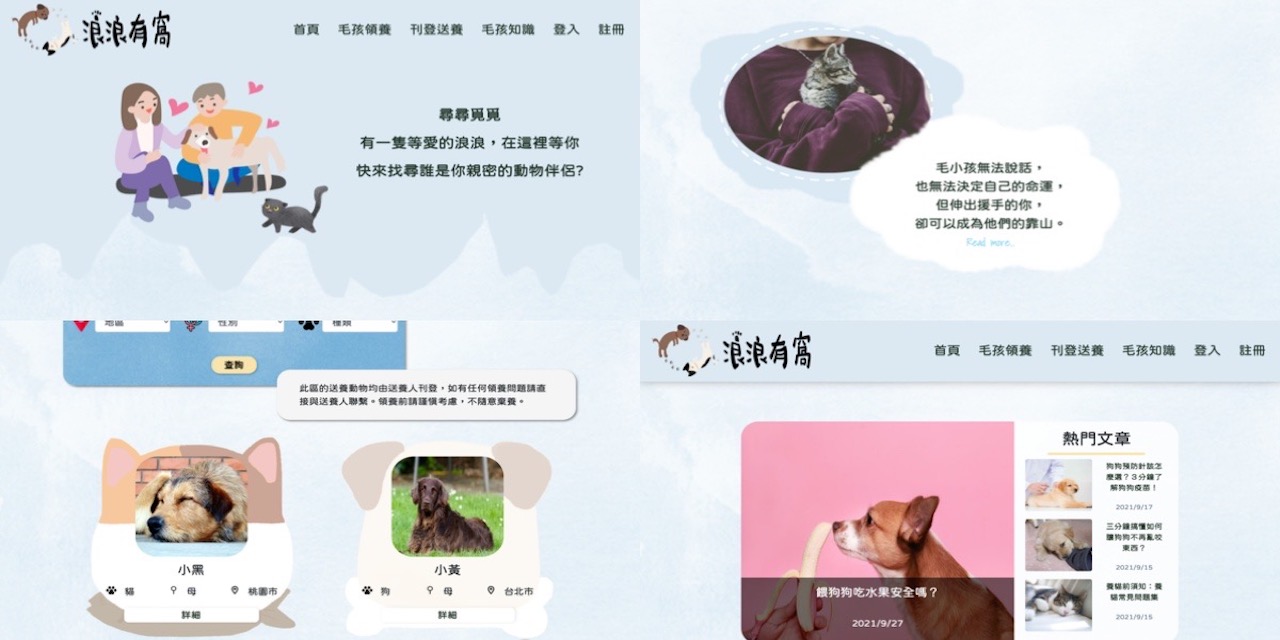 浪浪有窩
首頁 毛孩領養 刊登送養 毛孩知識 登入 註冊
尋尋覓覓
有一隻等愛的浪浪,在這裡等你
快來找尋誰是你親密的動物伴侶?
毛小孩無法說話,
也無法決定自己的命運,
但伸出援手的你,
卻可以成為他們的靠山。
Read more..
地區 性別 種類
查詢
此區的送養動物均由送養人刊登,如有任何領養問題請直
接與送養人聯繫。領養前請謹慎考慮,不隨意棄養。
小黑
貓 母 桃園市
詳細
小黃
狗 母 台北市
詳細
浪浪有窩
首頁 毛孩領養 刊登送養 毛孩知識 登入 註冊
餵狗狗吃水果安全嗎?
2021/9/27
熱門文章
狗狗預防針該怎
麼選?3分鐘了
解狗狗疫苗!
2021/9/17
三分鐘搞懂如何
讓狗狗不再亂咬
東西?
2021/9/15
養貓前須知:養
貓常見問題集
2021/9/15